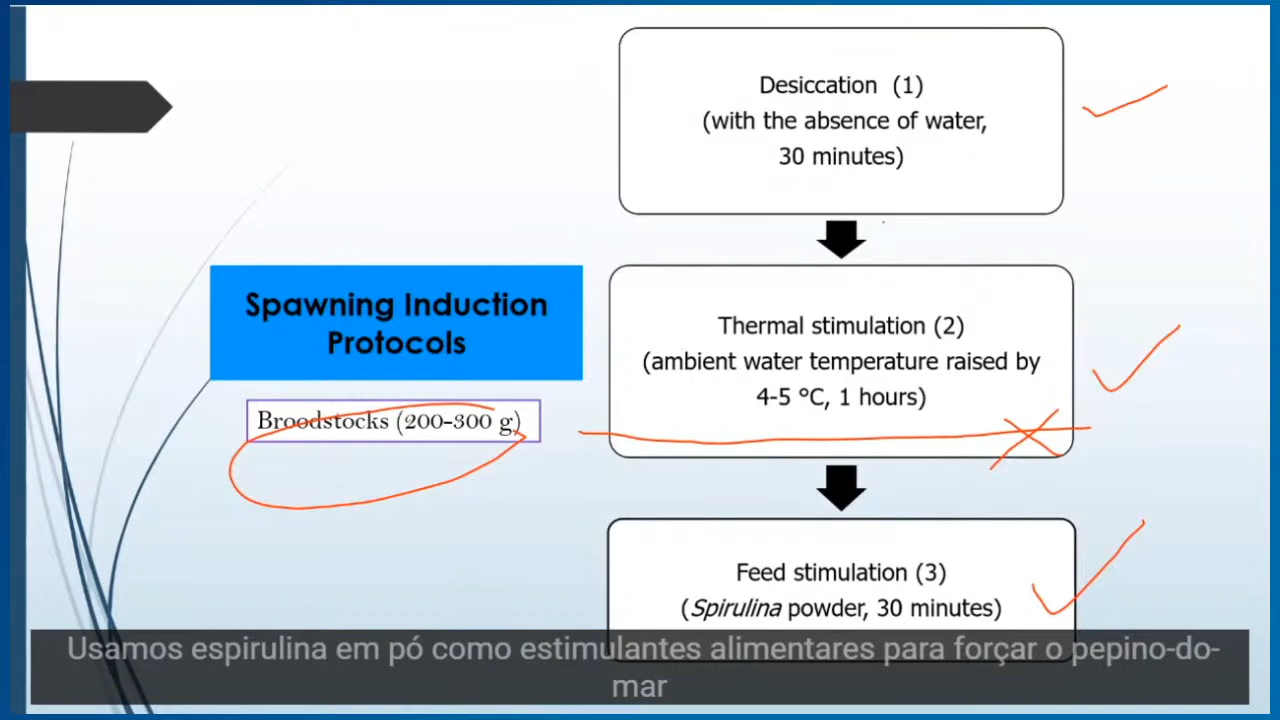 Desiccation (1)
(with the absence of water,
30 minutes)
Spawning Induction
Protocols
Broodstocks (200-300 g)
Thermal stimulation (2)
(ambient water temperature raised by
4-5 °C, 1 hours)
Feed stimulation (3)
(Spirulina powder, 30 minutes)
Usamos espirulina em pó como estimulantes alimentares para forçar o pepino-do-
mar